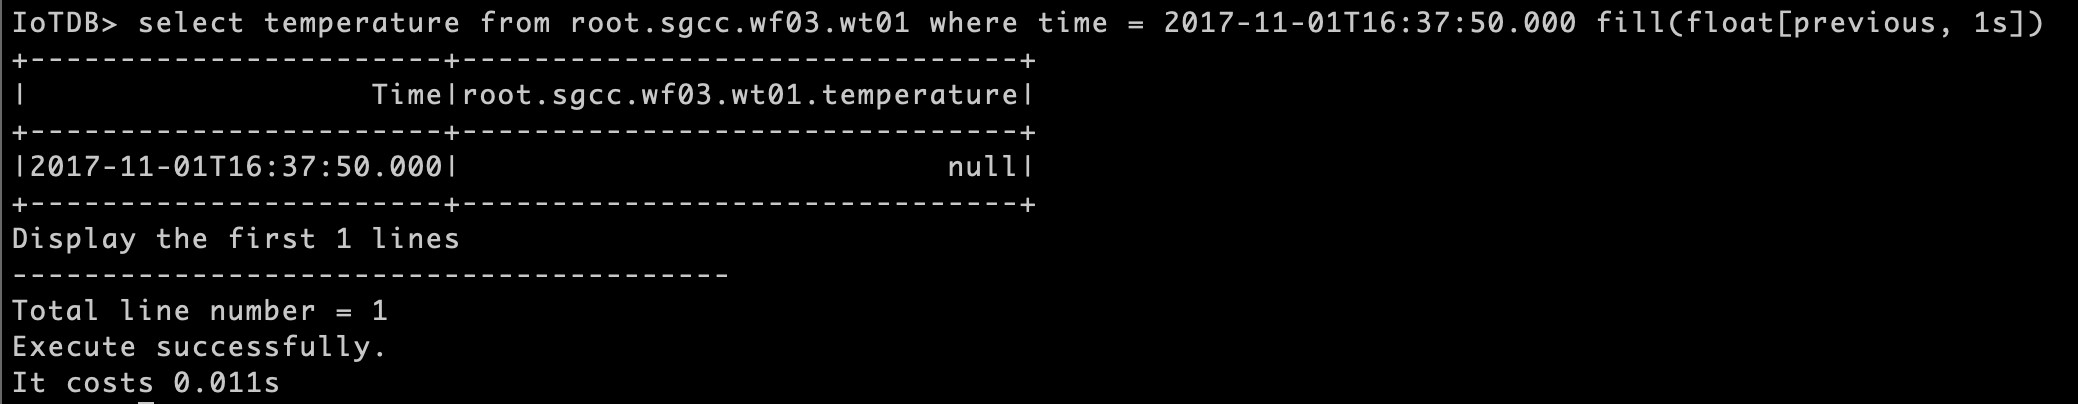 IoTDB> select temperature from root.sgcc.wf03.wt01 where time = 2017-11-01T16:37:50.000 fill(float[previous, 1s])
+-----------------------+-------------------------------+
|                   Time|root.sgcc.wf03.wt01.temperature|
+-----------------------+-------------------------------+
|2017-11-01T16:37:50.000|                           null|
+-----------------------+-------------------------------+
Display the first 1 lines
----------------------------------------
Total line number = 1
Execute successfully.
It costs 0.011s